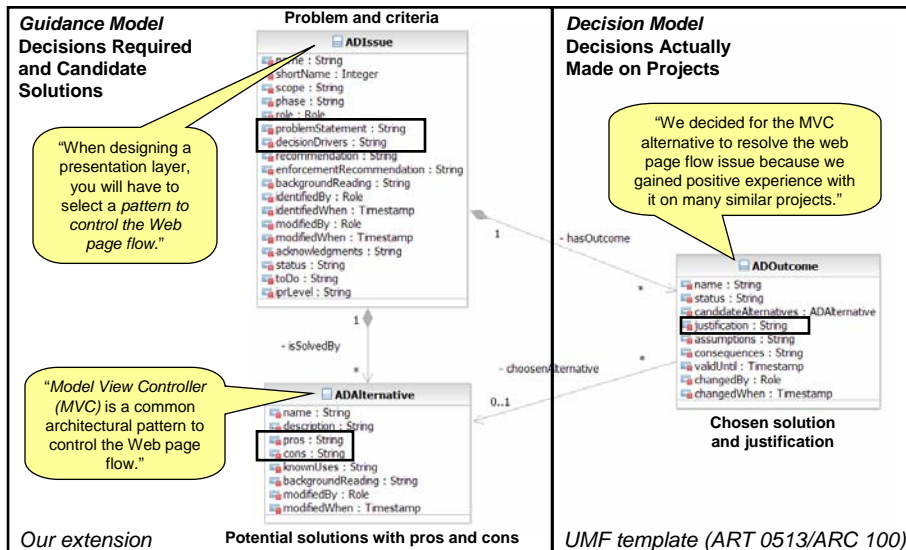 Guidance Model
Decisions Required
and Candidate
Solutions
Problem and criteria
ADIssue
name : String
shortName : Integer
scope : String
phase : String
role : Role
problemStatement : String
decisionDrivers : String
recommendation : String
enforcementRecommendation : String
backgroundReading : String
identifiedBy : Role
identifiedWhen : Timestamp
modifiedBy : Role
modifiedWhen : Timestamp
acknowledgments : String
status : String
toDo : String
iprLevel : String
“When designing a
presentation layer,
you will have to
select a pattern to
control the Web
page flow.”
1
- isSolvedBy
*
“Model View Controller
(MVC) is a common
architectural pattern to
control the Web page
flow.”
ADAlternative
name : String
description : String
pros : String
cons : String
knownUses : String
backgroundReading : String
modifiedBy : Role
modifiedWhen : Timestamp
Our extension
Potential solutions with pros and cons
1
- hasOutcome
*
- choosenAlternative
*
0..1
Decision Model
Decisions Actually
Made on Projects
“We decided for the MVC
alternative to resolve the web
page flow issue because we
gained positive experience with
it on many similar projects.”
ADOutcome
name : String
status : String
candidateAlternatives : ADAlternative
justification : String
assumptions : String
consequences : String
validUntil : Timestamp
changedBy : Role
changedWhen : Timestamp
Chosen solution
and justification
UMF template (ART 0513/ARC 100)